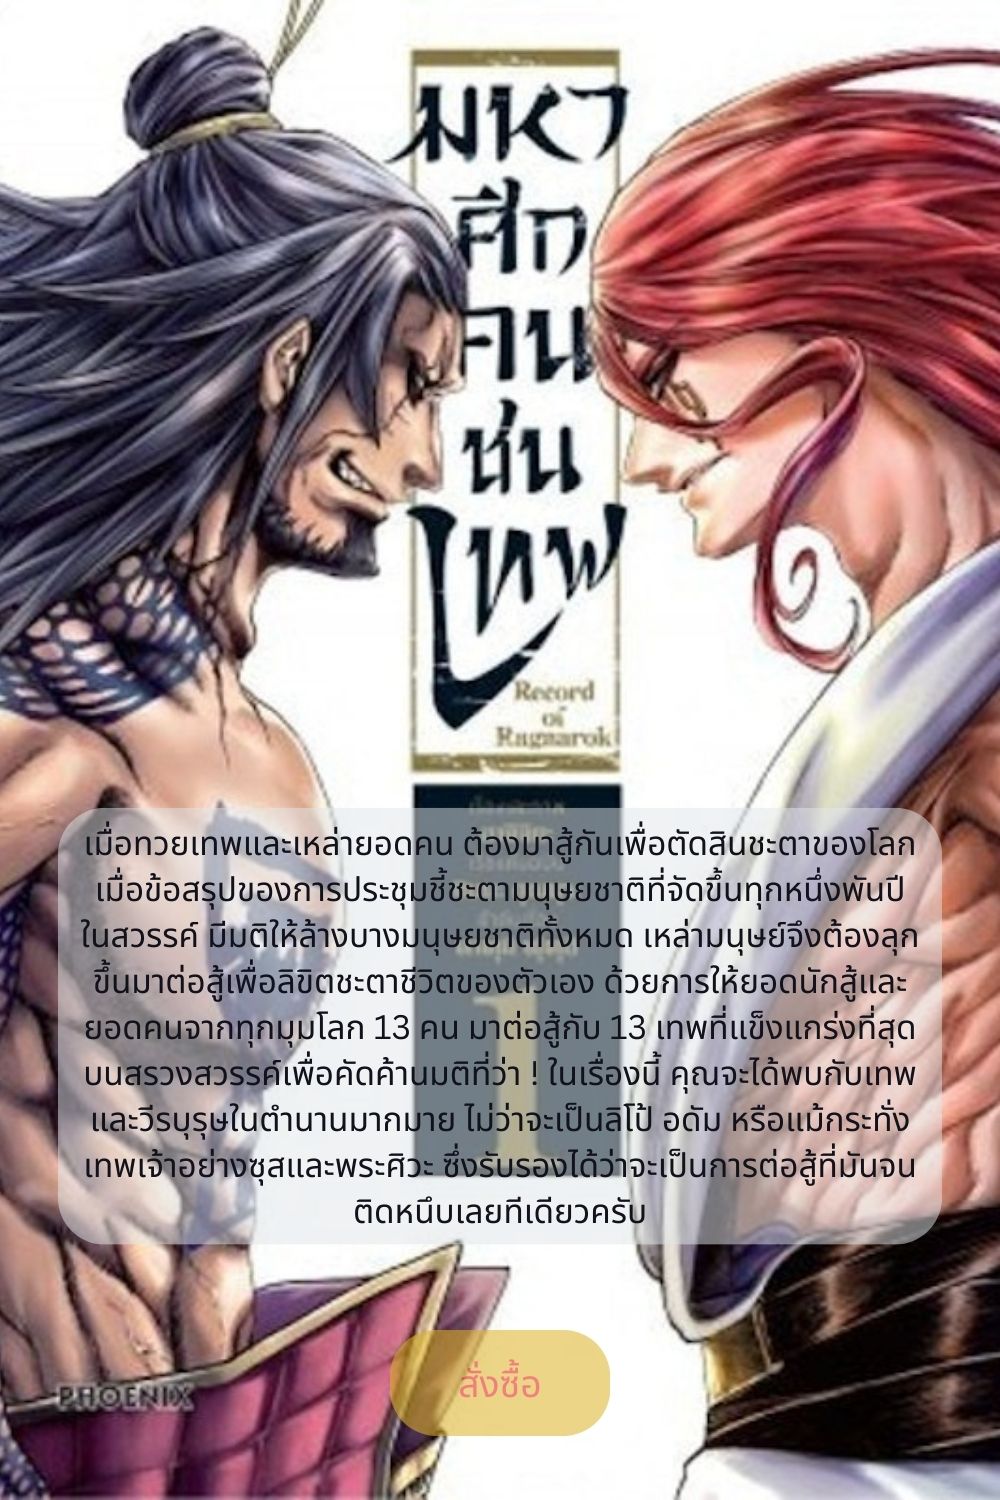 มหา
ศึก
คน
ชน
เทพ
Record
of
Ragnarok
เมื่อทวยเทพและเหล่ายอดคน ต้องมาสู้กันเพื่อตัดสินชะตาของโลก
เมื่อข้อสรุปของการประชุมชี้ชะตามนุษยชาติที่จัดขึ้นทุกหนึ่งพันปี
ในสวรรค์ มีมติให้ล้างบางมนุษยชาติทั้งหมด เหล่ามนุษย์จึงต้องลุก
ขึ้นมาต่อสู้เพื่อลิขิตชะตาชีวิตของตัวเอง ด้วยการให้ยอดนักสู้และ
ยอดคนจากทุกมุมโลก 13 คน มาต่อสู้กับ 13 เทพที่แข็งแกร่งที่สุด
บนสรวงสวรรค์เพื่อคัดค้านมติที่ว่า ! ในเรื่องนี้ คุณจะได้พบกับเทพ
และวีรบุรุษในตำนานมากมาย ไม่ว่าจะเป็นลิโป้ อดัม หรือแม้กระทั่ง
เทพเจ้าอย่างซุสและพระศิวะ ซึ่งรับรองได้ว่าจะเป็นการต่อสู้ที่มันจน
ติดหนึบเลยทีเดียวครับ
1
สั่งซื้อ
PHOENIX